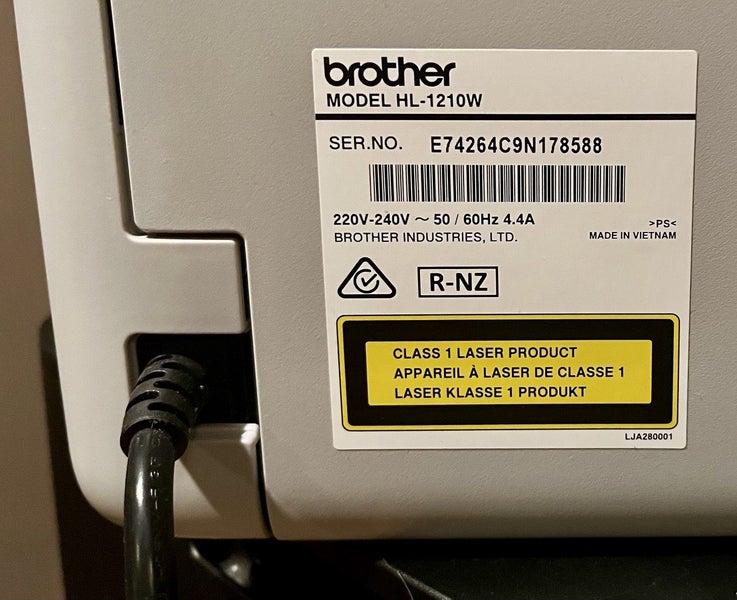 brother
MODEL HL-1210W
SER.NO. E74264C9N178588
220V-240V ～ 50 / 60Hz 4.4A
BROTHER INDUSTRIES, LTD.
>PS<
MADE IN VIETNAM
R-NZ
CLASS 1 LASER PRODUCT
APPAREIL À LASER DE CLASSE 1
LASER KLASSE 1 PRODUKT
LJA280001